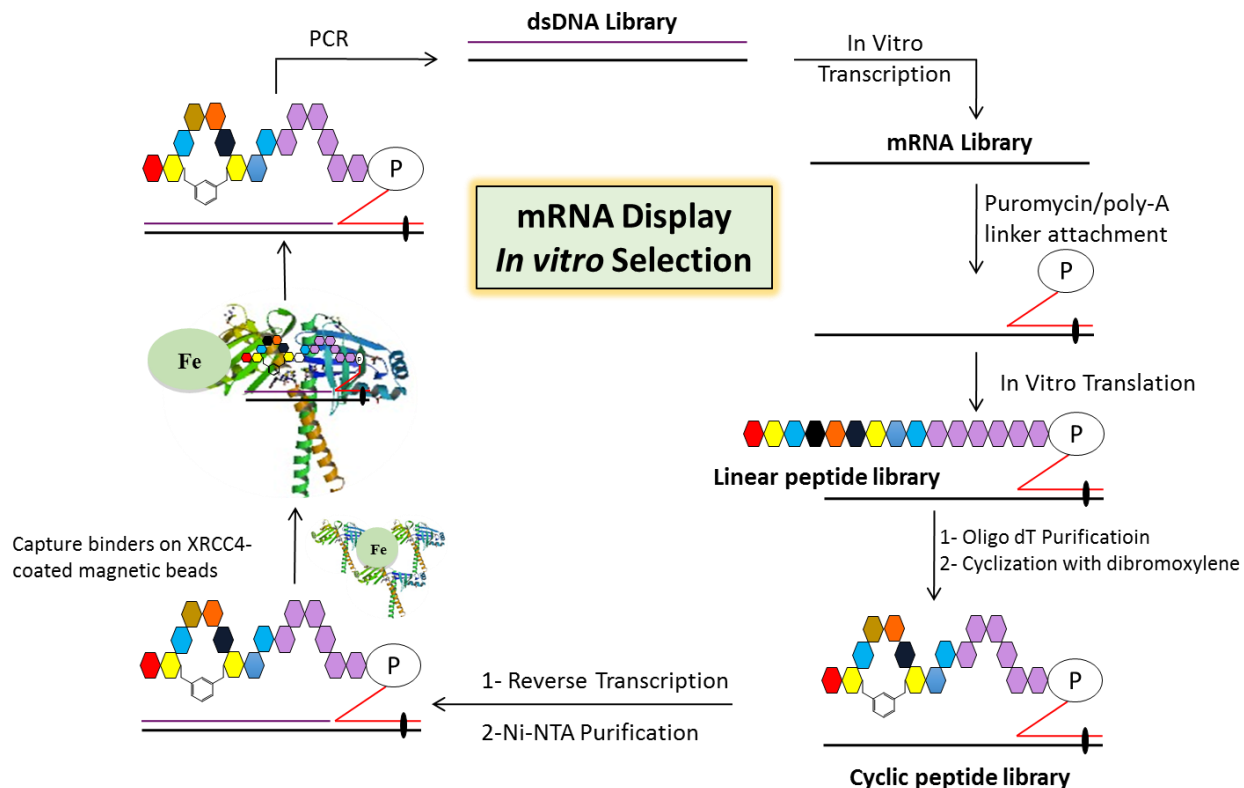 dsDNA Library
PCR
In Vitro
Transcription
mRNA Library
Puromycin/poly-A
linker attachment
P
In Vitro Translation
P
Linear peptide library
1- Oligo dT Purificatioin
2- Cyclization with dibromoxylene
P
Cyclic peptide library
1- Reverse Transcription
2-Ni-NTA Purification
P
Capture binders on XRCC4-
coated magnetic beads
Fe
Fe
P
P
mRNA Display
In vitro Selection